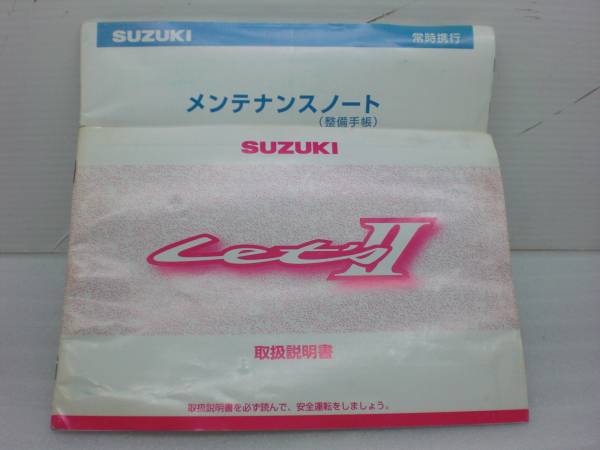 SUZUKI
常時携行
メンテナンスノート
(整備手帳)
SUZUKI
Let's II
取扱説明書
取扱説明書を必ず読んで、安全運転をしましょう。